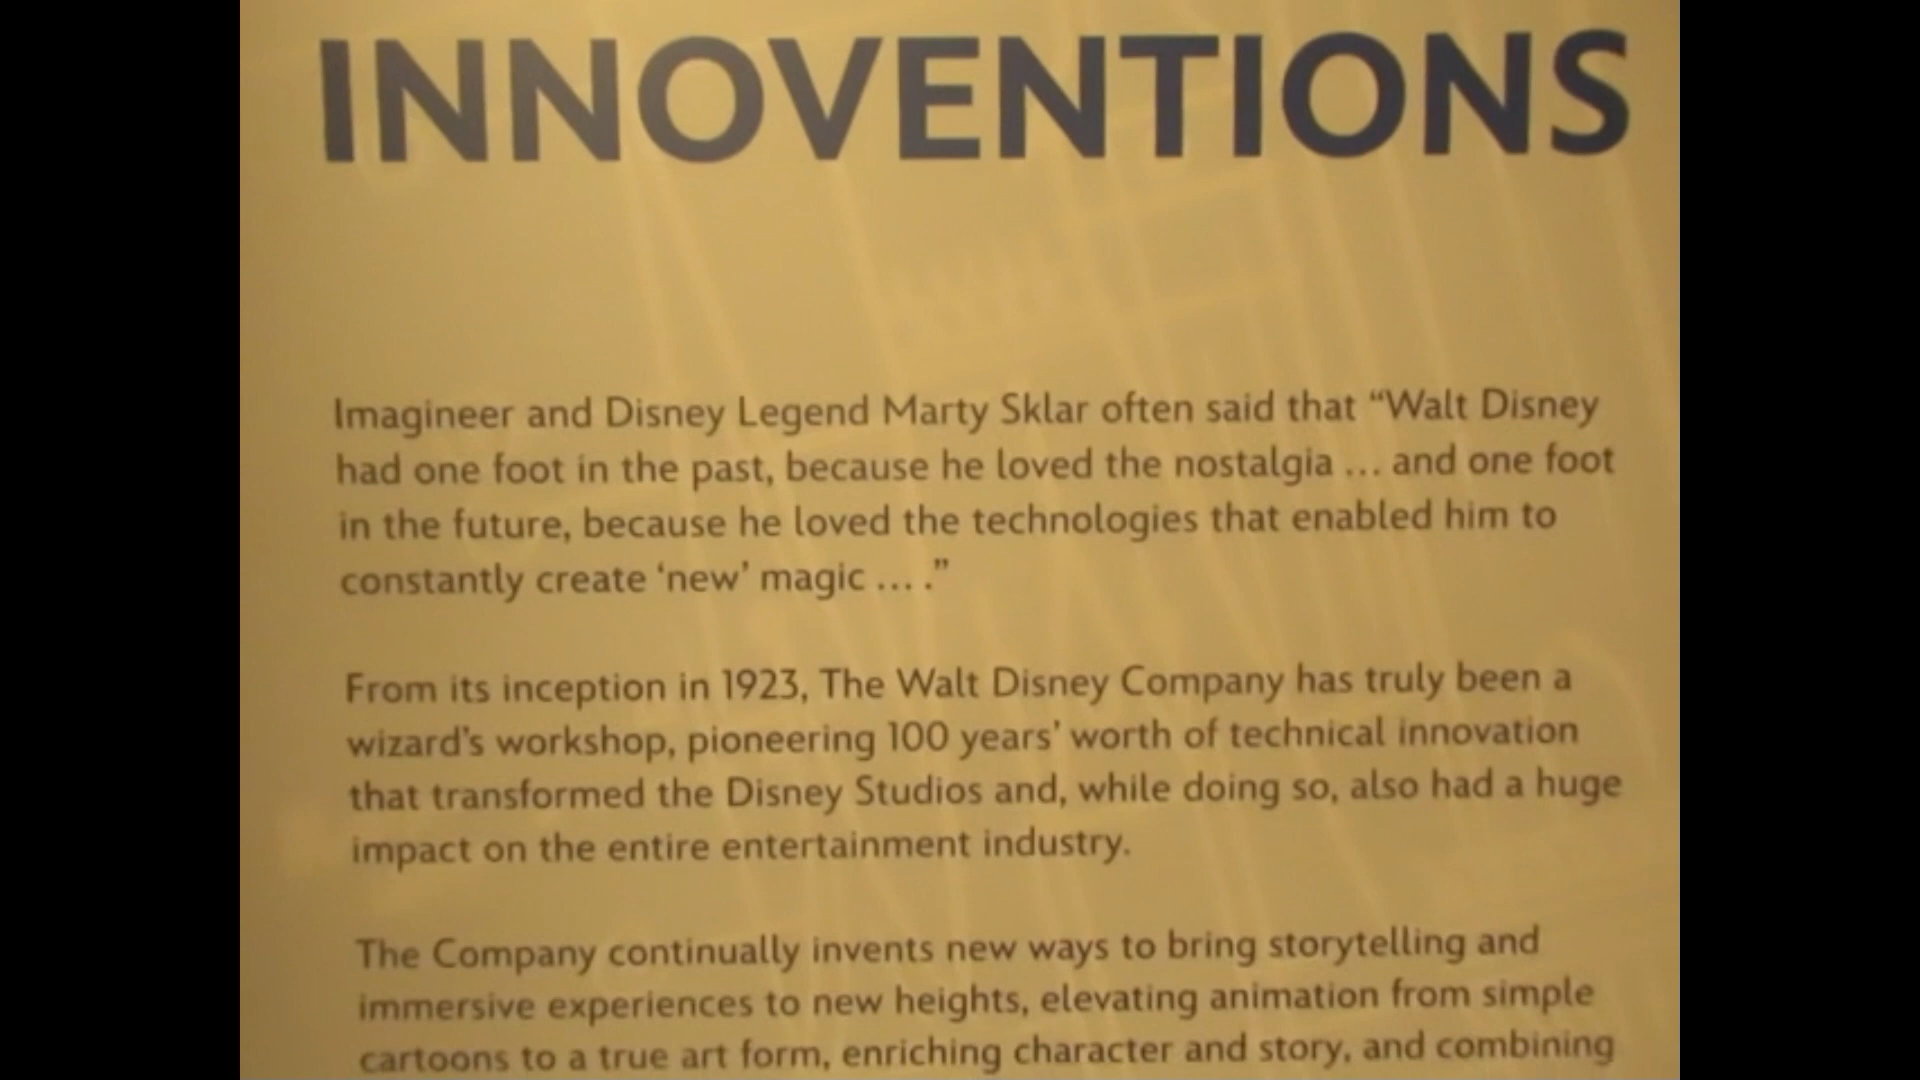 INNOVENTIONS
Imagineer and Disney Legend Marty Sklar often said that “Walt Disney
had one foot in the past, because he loved the nostalgia ... and one foot
in the future, because he loved the technologies that enabled him to
constantly create ‘new’ magic ... .”
From its inception in 1923, The Walt Disney Company has truly been a
wizard’s workshop, pioneering 100 years’ worth of technical innovation
that transformed the Disney Studios and, while doing so, also had a huge
impact on the entire entertainment industry.
The Company continually invents new ways to bring storytelling and
immersive experiences to new heights, elevating animation from simple
cartoons to a true art form, enriching character and story, and combining